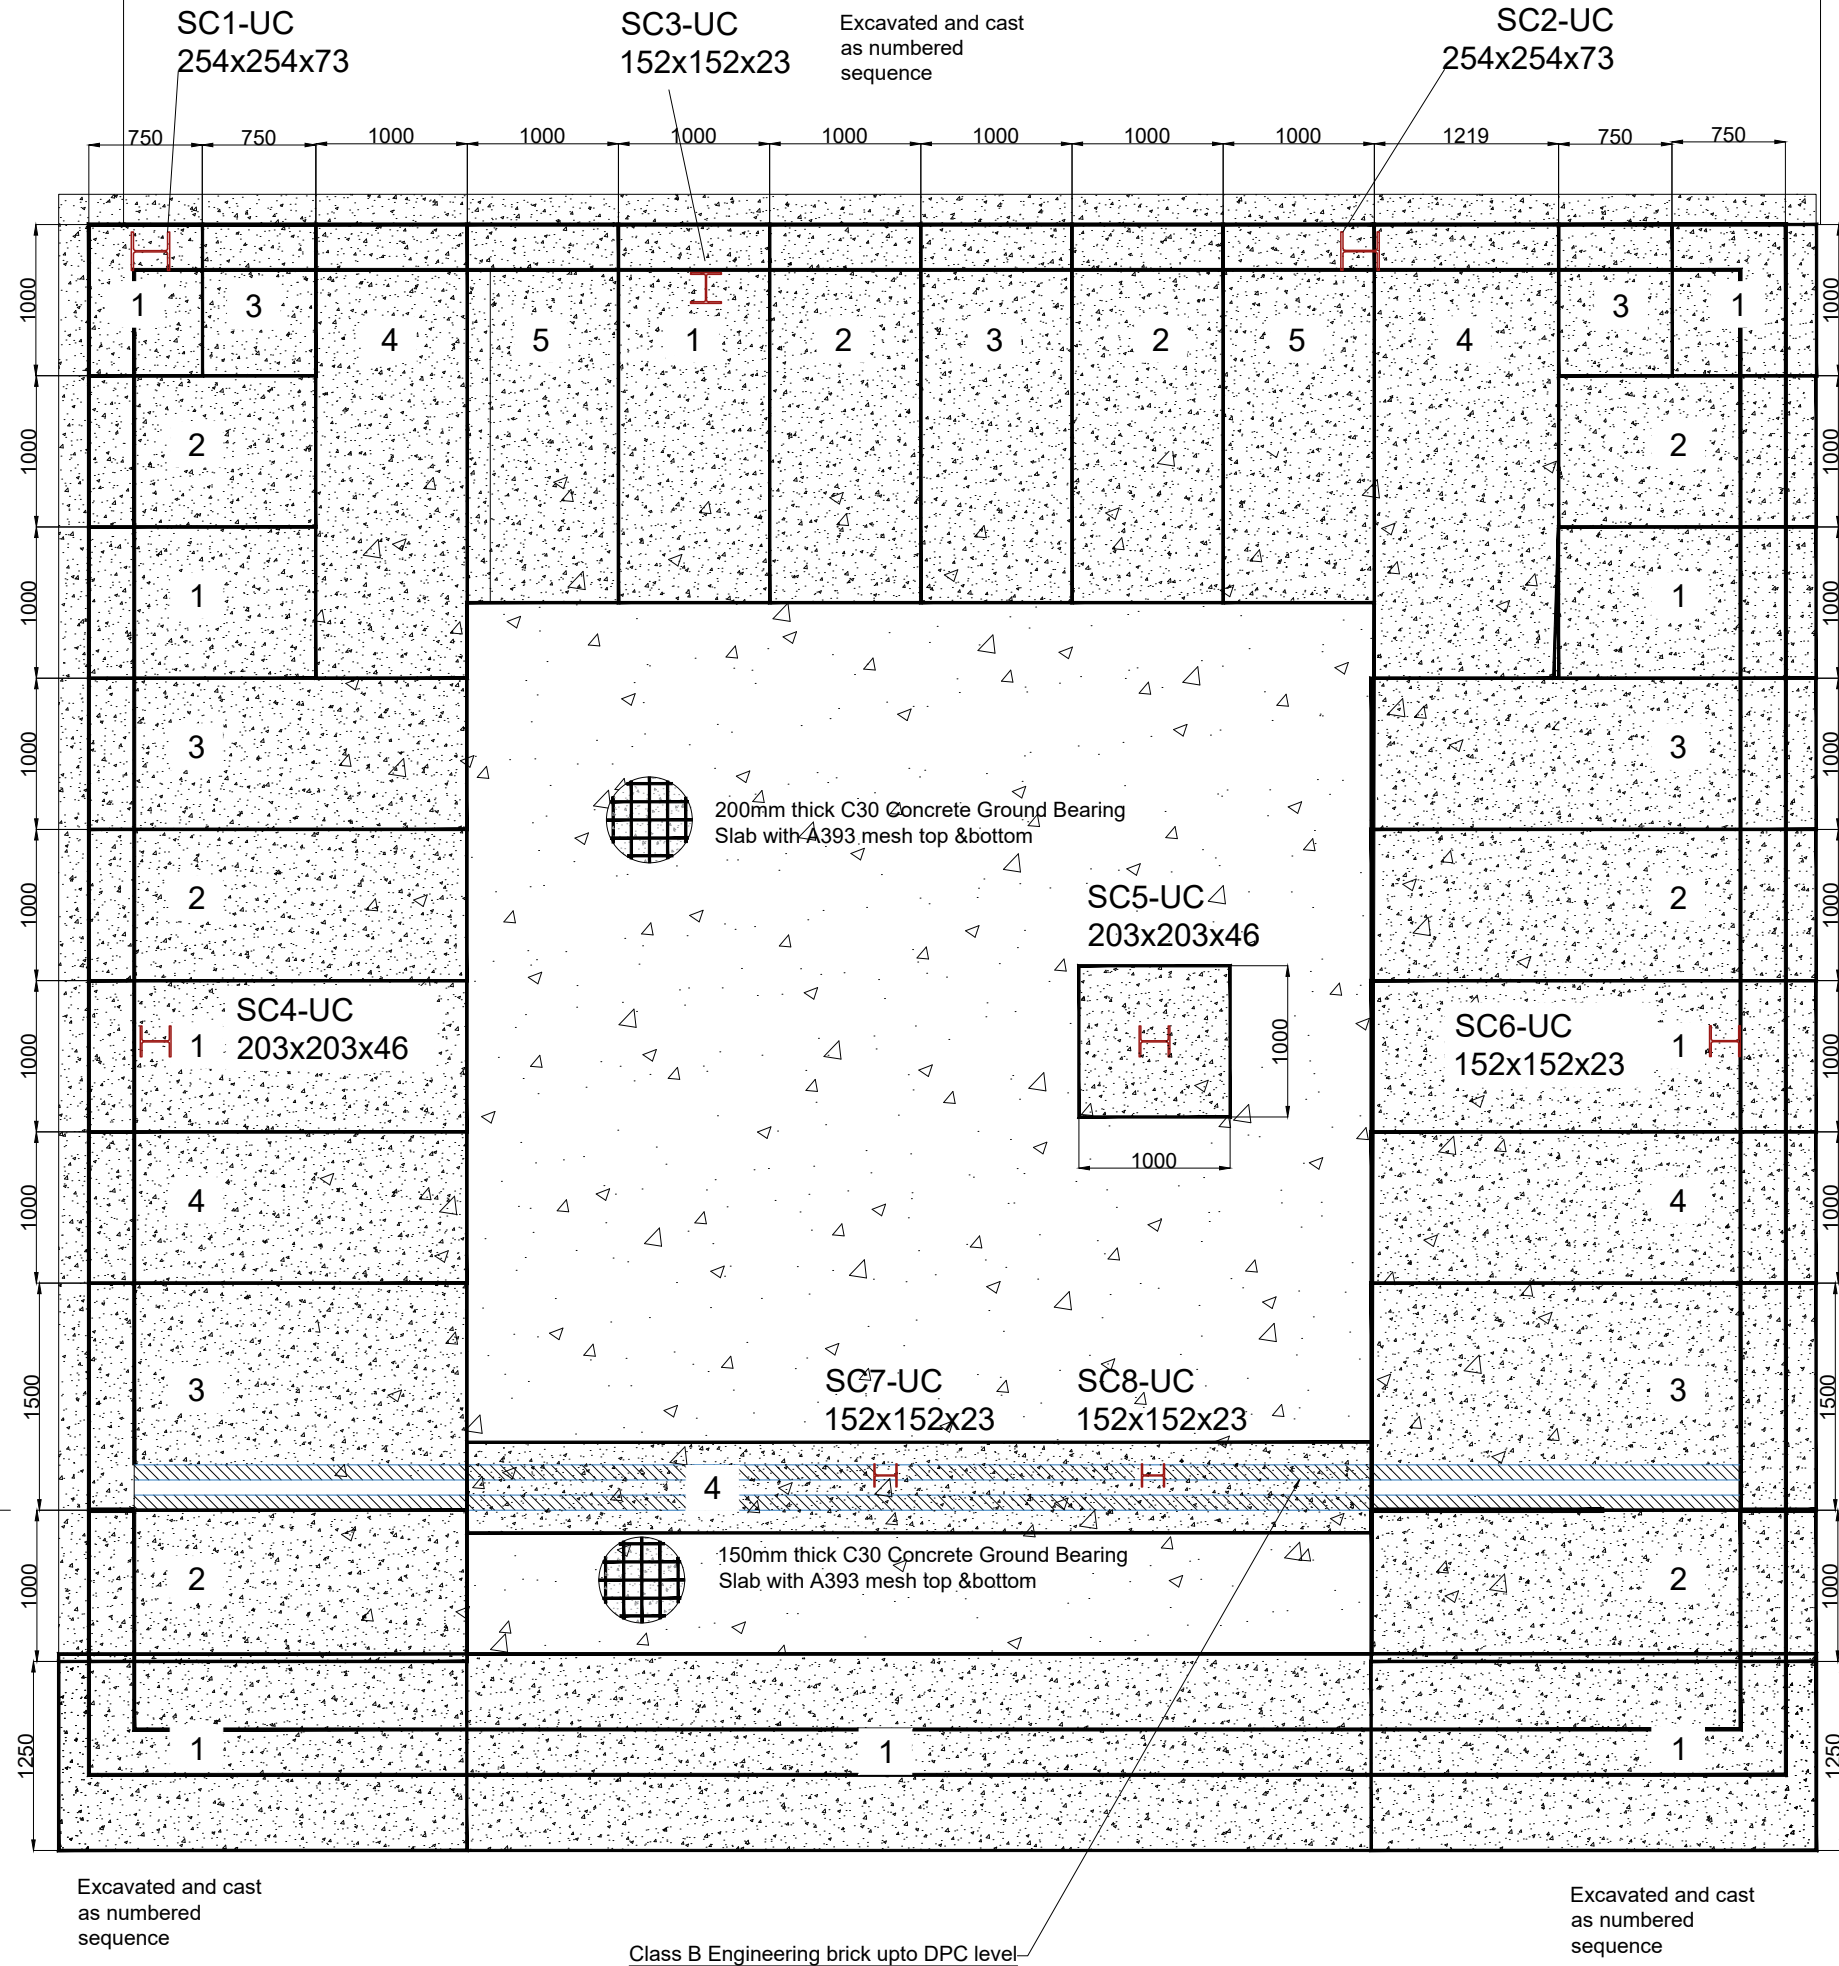 SC1-UC
254x254x73
SC3-UC
152x152x23
Excavated and cast
as numbered
sequence
SC2-UC
254x254x73
750
750
1000
1000
1000
1000
1000
1000
1000
1219
750
750
1000
1
3
4
5
1
2
3
2
5
4
3
1
1000
1000
2
2
1000
1000
1
1
1000
1000
3
3
1000
200mm thick C30 Concrete Ground Bearing
Slab with A393 mesh top &bottom
1000
2
SC5-UC
203x203x46
2
1000
1000
1
SC4-UC
203x203x46
1000
SC6-UC
152x152x23
1
1000
1000
1000
4
4
1000
1500
3
SC7-UC
152x152x23
SC8-UC
152x152x23
3
1500
4
1000
2
150mm thick C30 Concrete Ground Bearing
Slab with A393 mesh top &bottom
2
1000
1250
1
1
1
1250
Excavated and cast
as numbered
sequence
Excavated and cast
as numbered
sequence
Class B Engineering brick upto DPC level